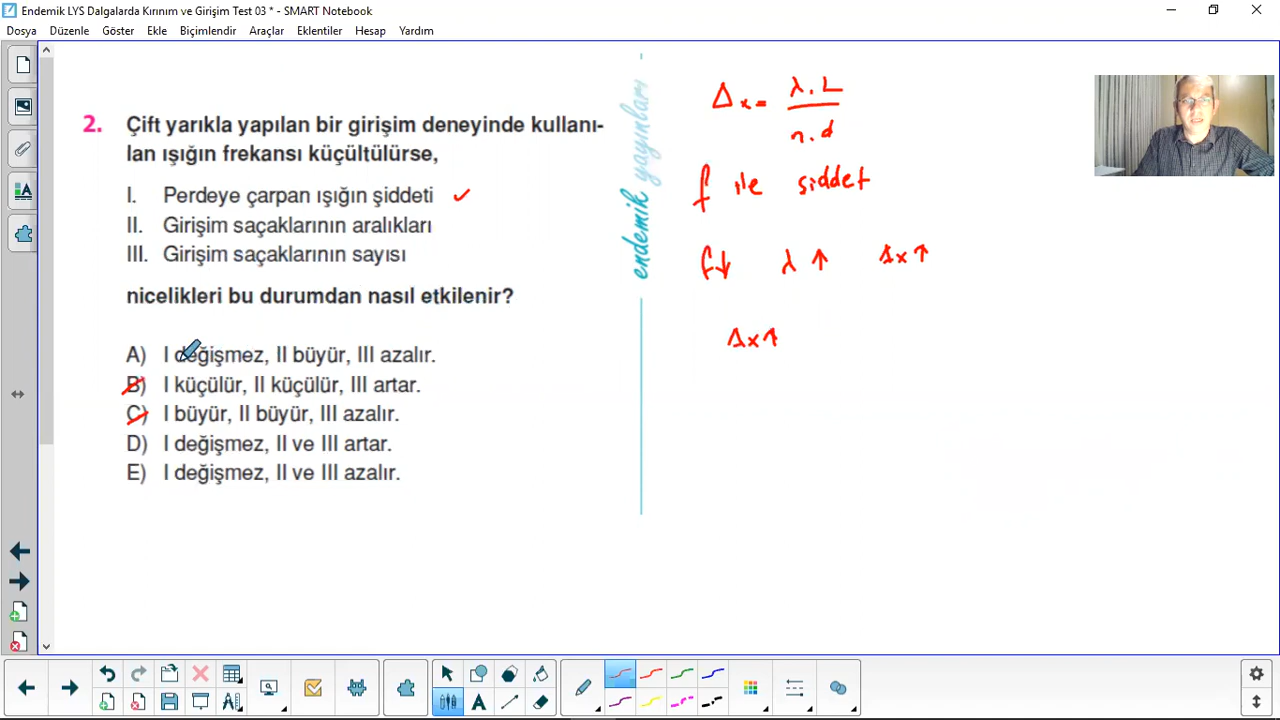 Endemik LYS Dalgalarda Kırınım ve Girişim Test 03 * - SMART Notebook
Dosya Düzenle Göster Ekle Biçimlendir Araçlar Eklentiler Hesap Yardım
2. Çift yarıkla yapılan bir girişim deneyinde kullanı-
lan ışığın frekansı küçültülürse,
I. Perdeye çarpan ışığın şiddeti ✓
II. Girişim saçaklarının aralıkları
III. Girişim saçaklarının sayısı
nicelikleri bu durumdan nasıl etkilenir?
A) I değişmez, II büyür, III azalır.
B) I küçülür, II küçülür, III artar.
C) I büyür, II büyür, III azalır.
D) I değişmez, II ve III artar.
E) I değişmez, II ve III azalır.
endemik yayınları
Δx = λ.L
n.d
f ile şiddet
f↓ λ↑ Δx↑
Δx↑